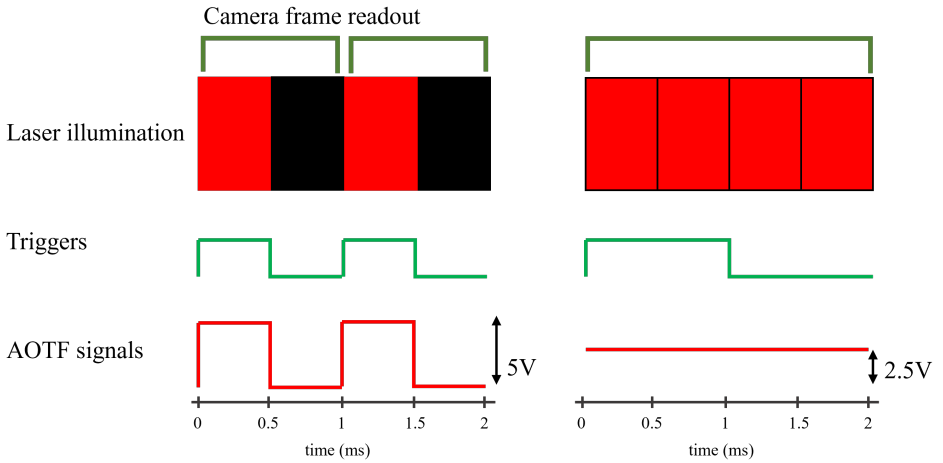 Camera frame readout
Laser illumination
Triggers
AOTF signals
5V
2.5V
0 0.5 1 1.5 2
0 0.5 1 1.5 2
time (ms)
time (ms)